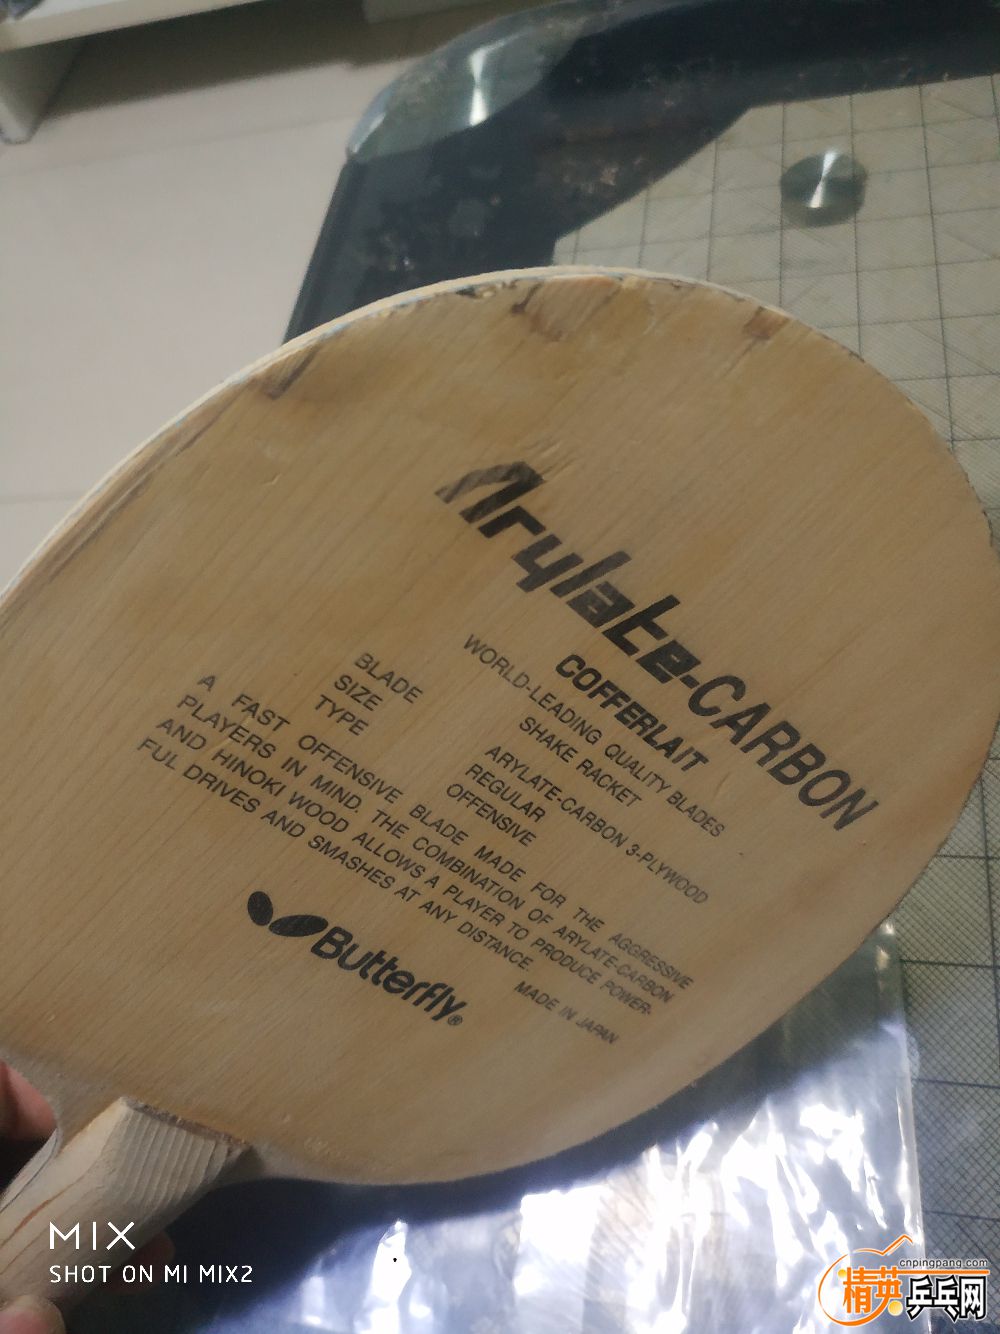 Arylate-CARBON
COFFERLAIT
WORLD-LEADING QUALITY BLADES
SHAKE RACKET
BLADE ARYLATE-CARBON 3-PLYWOOD
SIZE REGULAR
TYPE OFFENSIVE
A FAST OFFENSIVE BLADE MADE FOR THE AGGRESSIVE
PLAYERS IN MIND. THE COMBINATION OF ARYLATE-CARBON
AND HINOKI WOOD ALLOWS A PLAYER TO PRODUCE POWER-
FUL DRIVES AND SMASHES AT ANY DISTANCE.
MADE IN JAPAN
Butterfly®
MIX
SHOT ON MI MIX2
cnpingpang.com
精英乒乓网